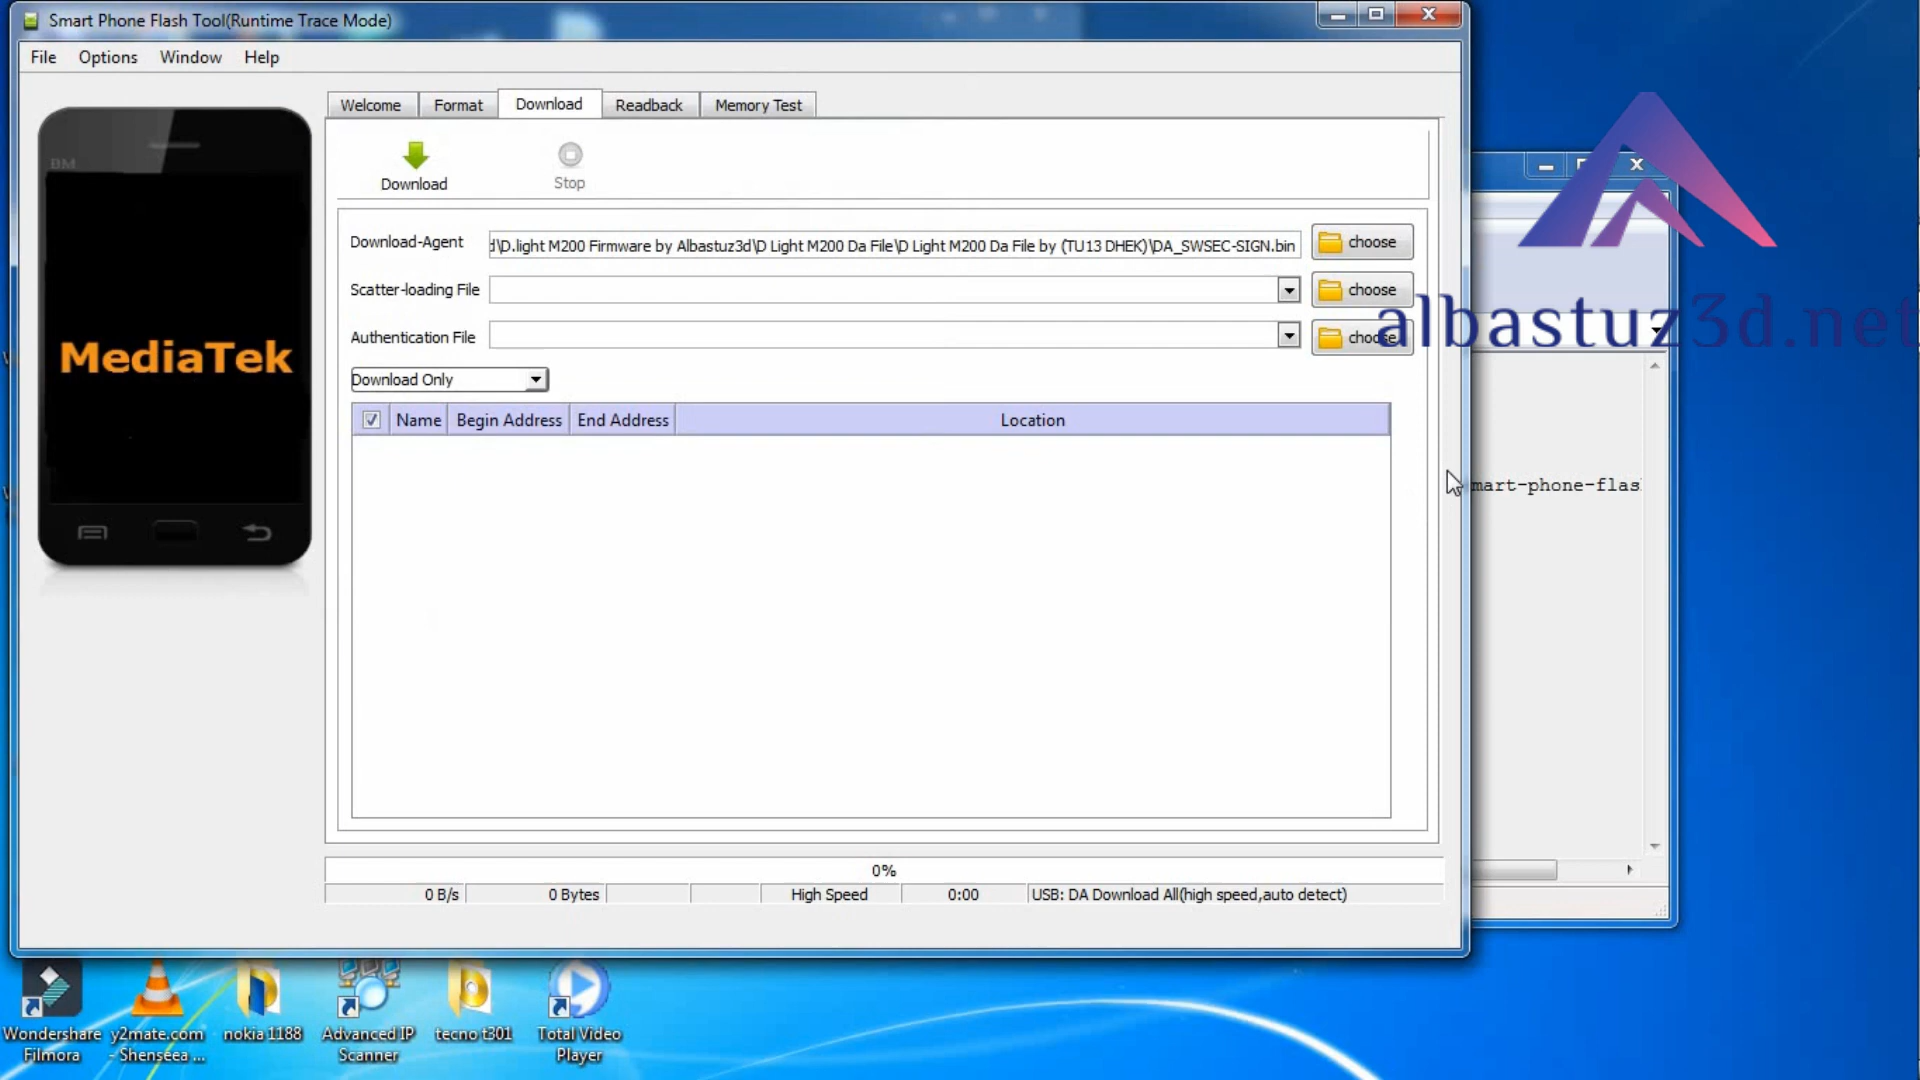 Smart Phone Flash Tool(Runtime Trace Mode)
File Options Window Help
Welcome Format Download Readback Memory Test
BM
Download Stop
Download-Agent d\D.light M200 Firmware by Albastuz3d\D Light M200 Da File\D Light M200 Da File by (TU13 DHEK)\DA_SWSEC-SIGN.bin choose
Scatter-loading File choose
albastuz3d.net
Authentication File choose
MediaTek
Download Only
Name Begin Address End Address Location
mart-phone-flas
0%
0 B/s 0 Bytes High Speed 0:00 USB: DA Download All(high speed,auto detect)
Wondershare Filmora
y2mate.com - Shenseea ...
nokia 1188
Advanced IP Scanner
tecno t301
Total Video Player